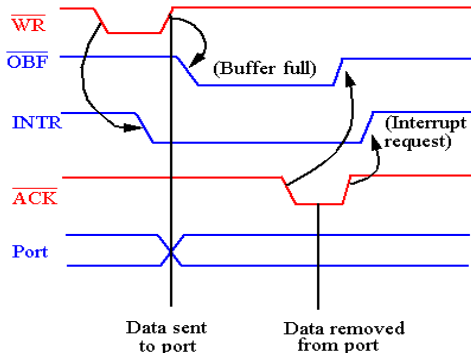 WR
OBF
(Buffer full)
INTR
(Interrupt
request)
ACK
Port
Data sent
to port
Data removed
from port